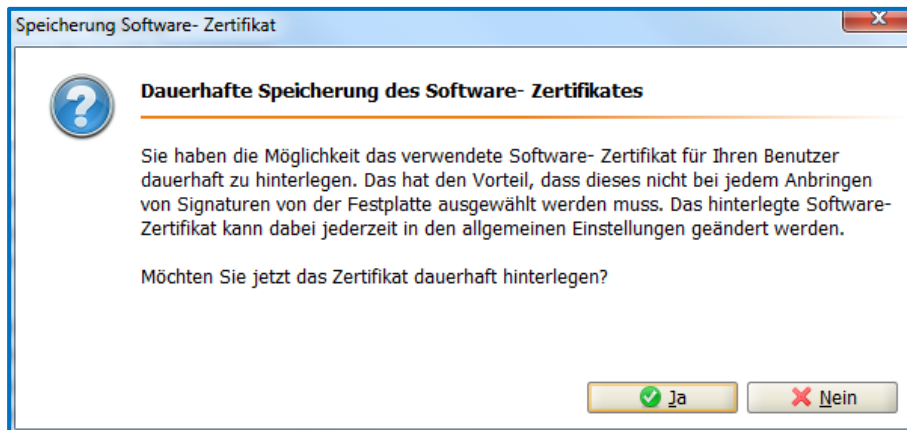 Speicherung Software- Zertifikat
Dauerhafte Speicherung des Software- Zertifikates
Sie haben die Möglichkeit das verwendete Software- Zertifikat für Ihren Benutzer
dauerhaft zu hinterlegen. Das hat den Vorteil, dass dieses nicht bei jedem Anbringen
von Signaturen von der Festplatte ausgewählt werden muss. Das hinterlegte Software-
Zertifikat kann dabei jederzeit in den allgemeinen Einstellungen geändert werden.
Möchten Sie jetzt das Zertifikat dauerhaft hinterlegen?
Ja
Nein